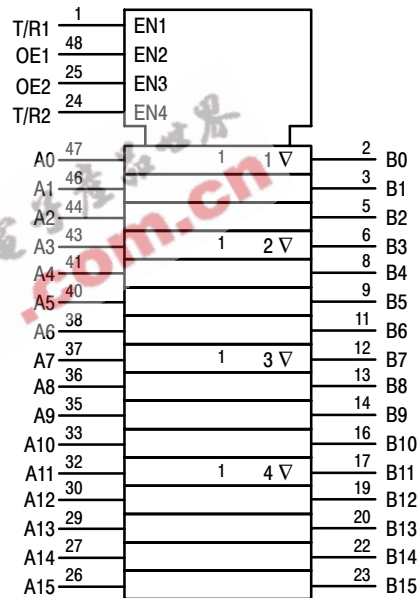 T/R1 1 EN1
OE1 48 EN2
OE2 25 EN3
T/R2 24 EN4
A0 47 1 1 ∇ 2 B0
A1 46 3 B1
A2 44 5 B2
A3 43 1 2 ∇ 6 B3
A4 41 8 B4
A5 40 9 B5
A6 38 11 B6
A7 37 1 3 ∇ 12 B7
A8 36 13 B8
A9 35 14 B9
A10 33 16 B10
A11 32 1 4 ∇ 17 B11
A12 30 19 B12
A13 29 20 B13
A14 27 22 B14
A15 26 23 B15
.com.cn